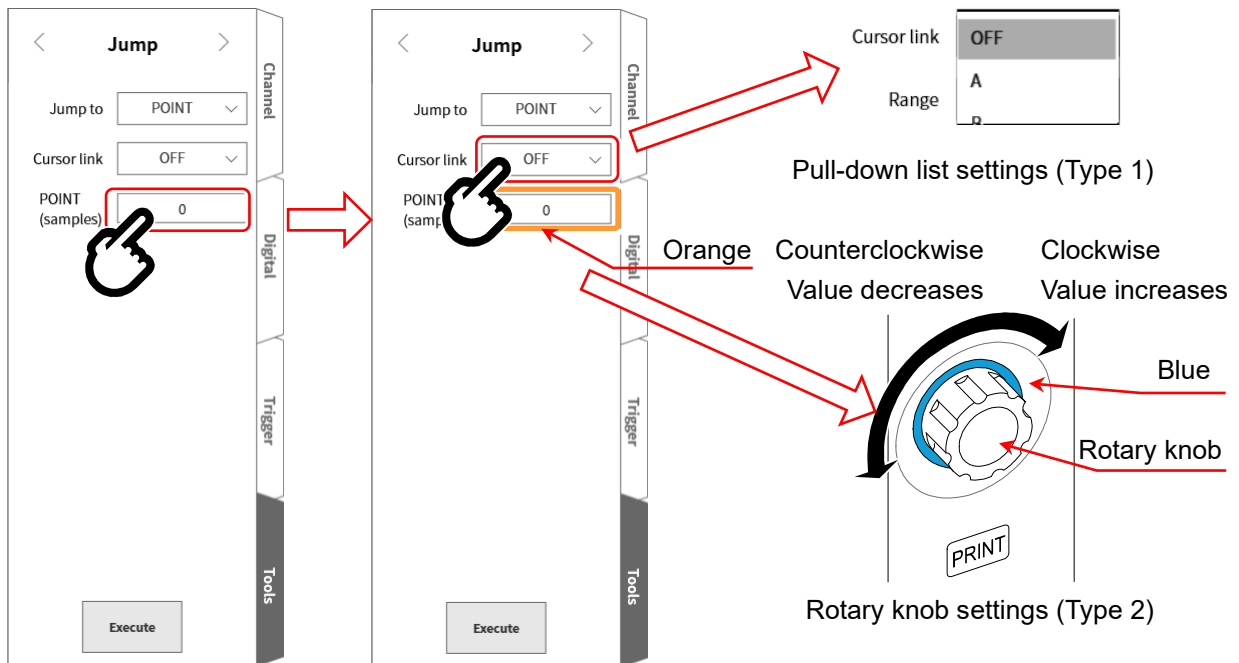 Jump
Jump to
POINT
Cursor link
OFF
POINT
(samples)
0
Execute
Channel
Digital
Trigger
Tools
Jump
Jump to
POINT
Cursor link
OFF
POINT
0
Execute
Channel
Digital
Trigger
Tools
Cursor link
OFF
A
Range
Pull-down list settings (Type 1)
Orange
Counterclockwise
Value decreases
Clockwise
Value increases
Blue
Rotary knob
PRINT
Rotary knob settings (Type 2)